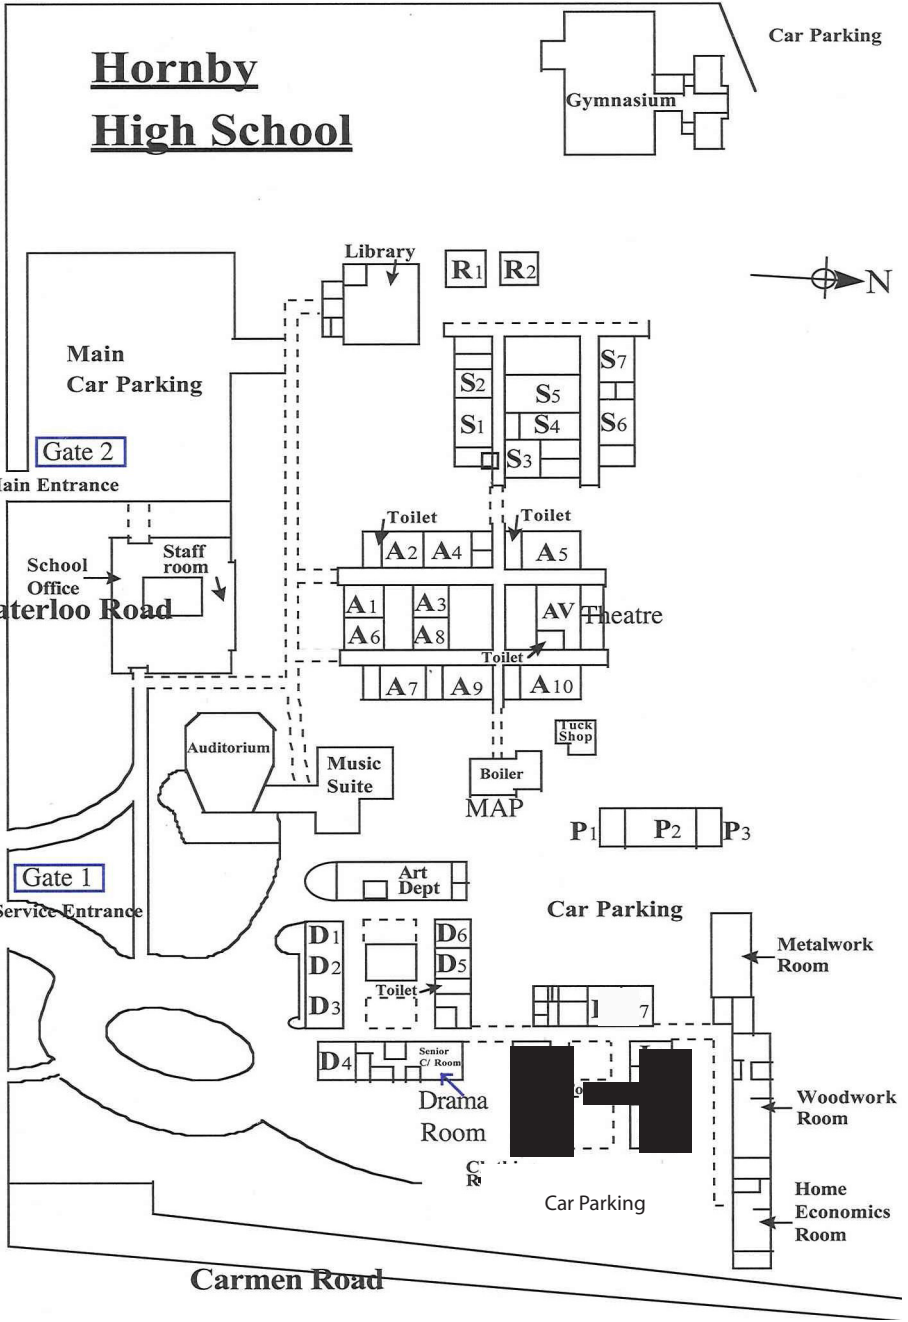 Hornby
High School
Car Parking
Gymnasium
Library
R1
R2
N
Main
Car Parking
S2
S1
S5
S4
S3
S7
S6
Gate 2
ain Entrance
Toilet
Toilet
A2
A4
A5
School
Office
Staff
room
aterloo Road
A1
A3
A6
A8
AV
Theatre
Toilet
A7
A9
A10
Tuck
Shop
Auditorium
Music
Suite
Boiler
MAP
P1
P2
P3
Gate 1
Service Entrance
Art
Dept
Car Parking
D1
D2
D3
D6
D5
Toilet
7
Metalwork
Room
D4
Senior
C/ Room
Drama
Room
Woodwork
Room
R
Car Parking
Home
Economics
Room
Carmen Road